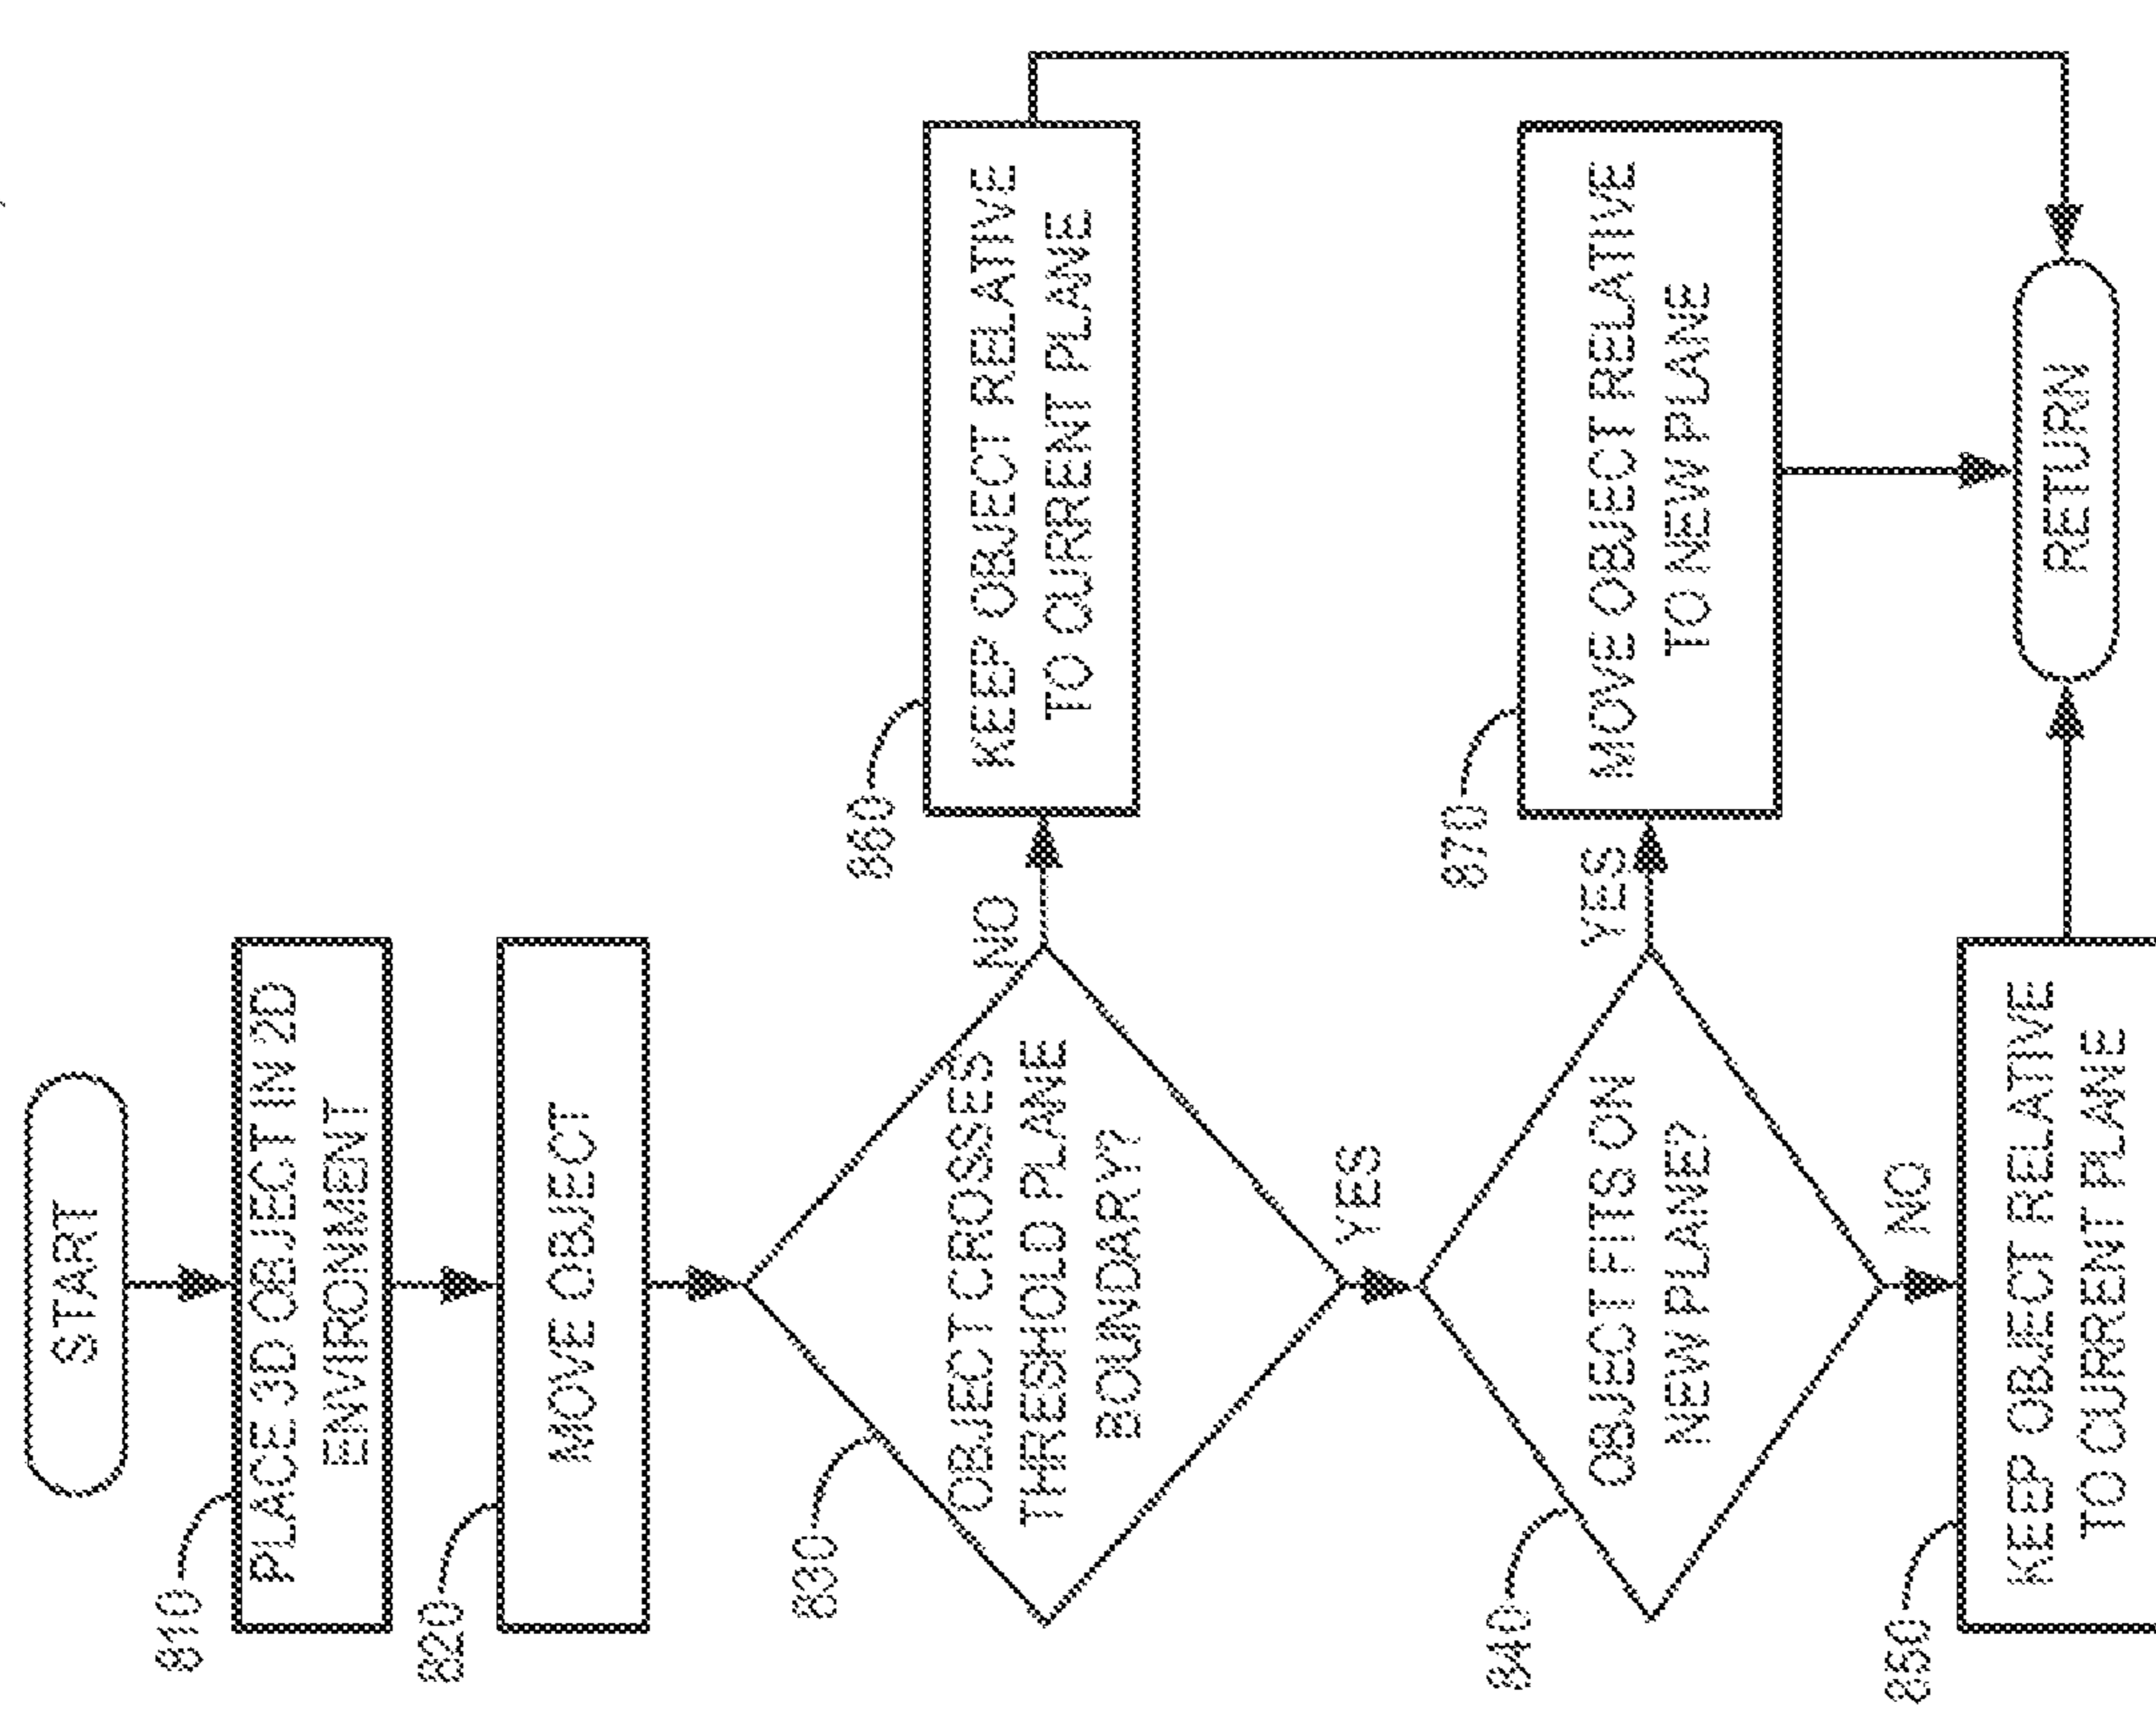 START
810
PLACE 3D OBJECT IN 2D
ENVIRONMENT
820
MOVE OBJECT
830
OBJECT CROSSES
THRESHOLD PLANE
BOUNDARY?
NO
860
KEEP OBJECT RELATIVE
TO CURRENT PLANE
YES
840
OBJECT FITS ON
NEW PLANE?
YES
870
MOVE OBJECT RELATIVE
TO NEW PLANE
NO
850
KEEP OBJECT RELATIVE
TO CURRENT PLANE
RETURN